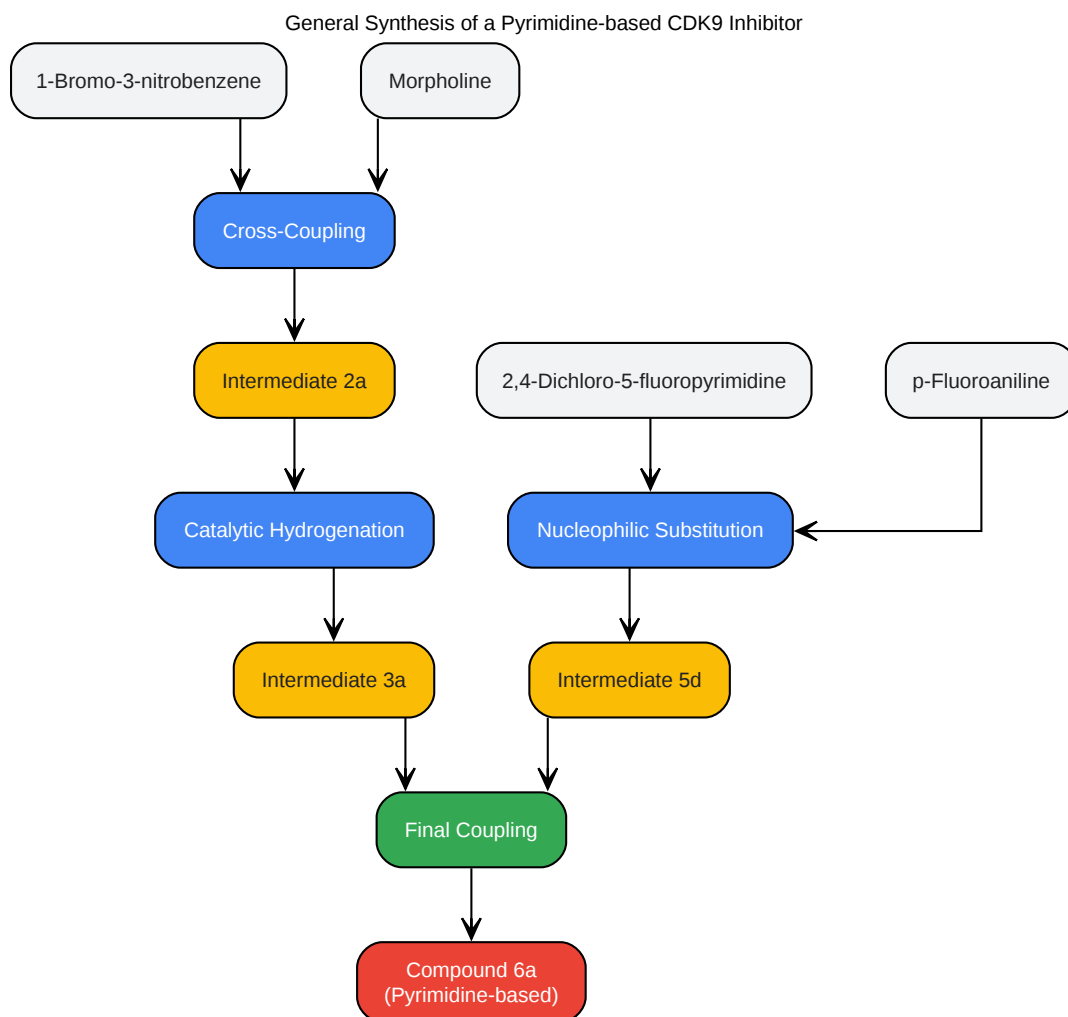 General Synthesis of a Pyrimidine-based CDK9 Inhibitor
1-Bromo-3-nitrobenzene
Morpholine
Cross-Coupling
Intermediate 2a
2,4-Dichloro-5-fluoropyrimidine
p-Fluoroaniline
Catalytic Hydrogenation
Nucleophilic Substitution
Intermediate 3a
Intermediate 5d
Final Coupling
Compound 6a
(Pyrimidine-based)